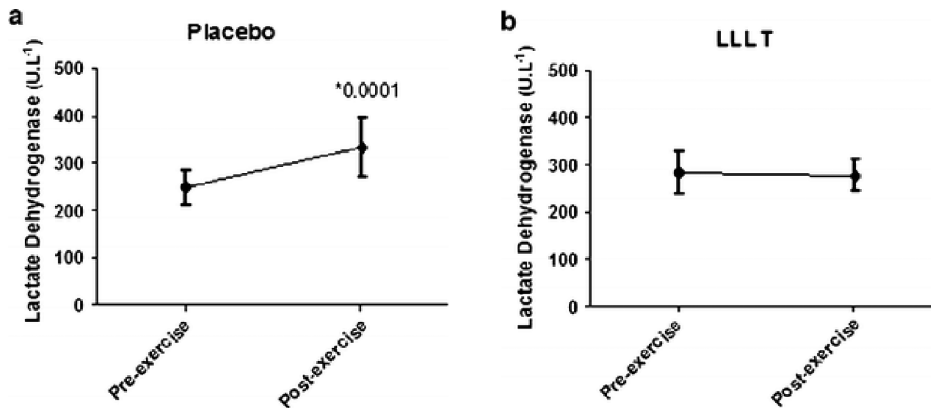 a
Placebo
Lactate Dehydrogenase (U.L⁻¹)
500
400
300
200
100
0
*0.0001
Pre-exercise
Post-exercise
b
LLLT
Lactate Dehydrogenase (U.L⁻¹)
500
400
300
200
100
0
Pre-exercise
Post-exercise